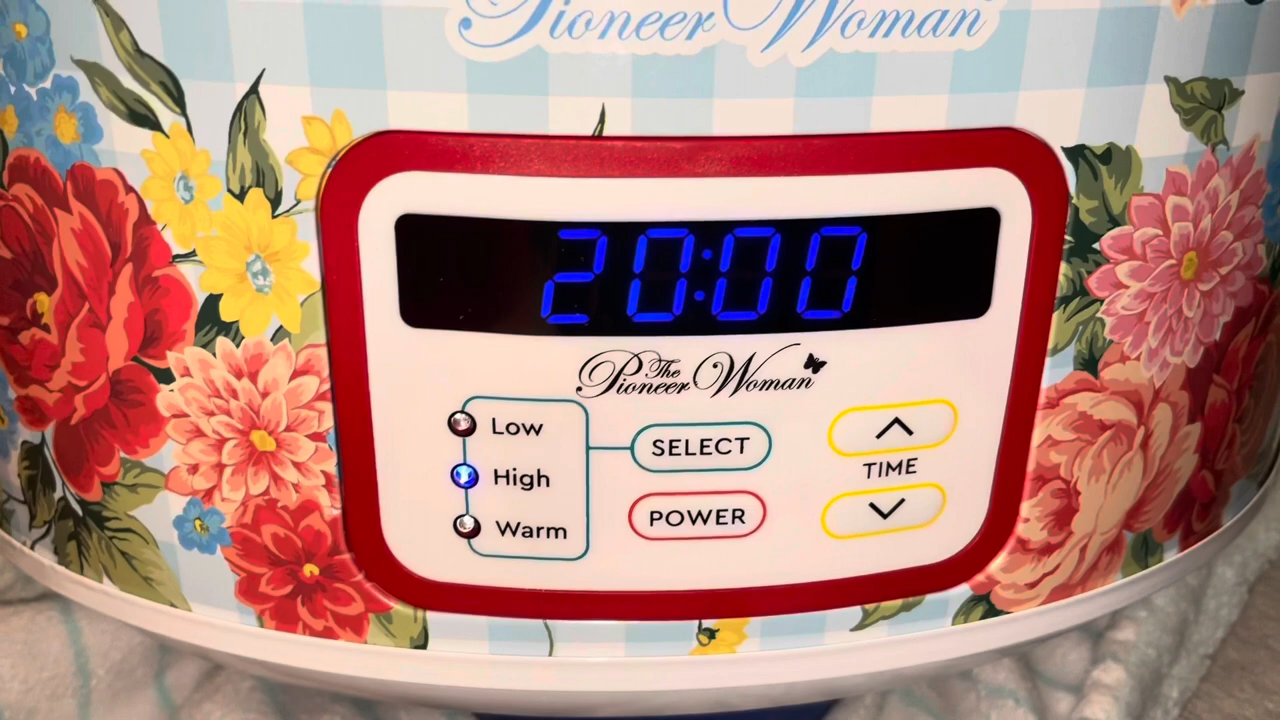 Pioneer Woman
20:00
The
Pioneer Woman
Low
High
Warm
SELECT
POWER
TIME